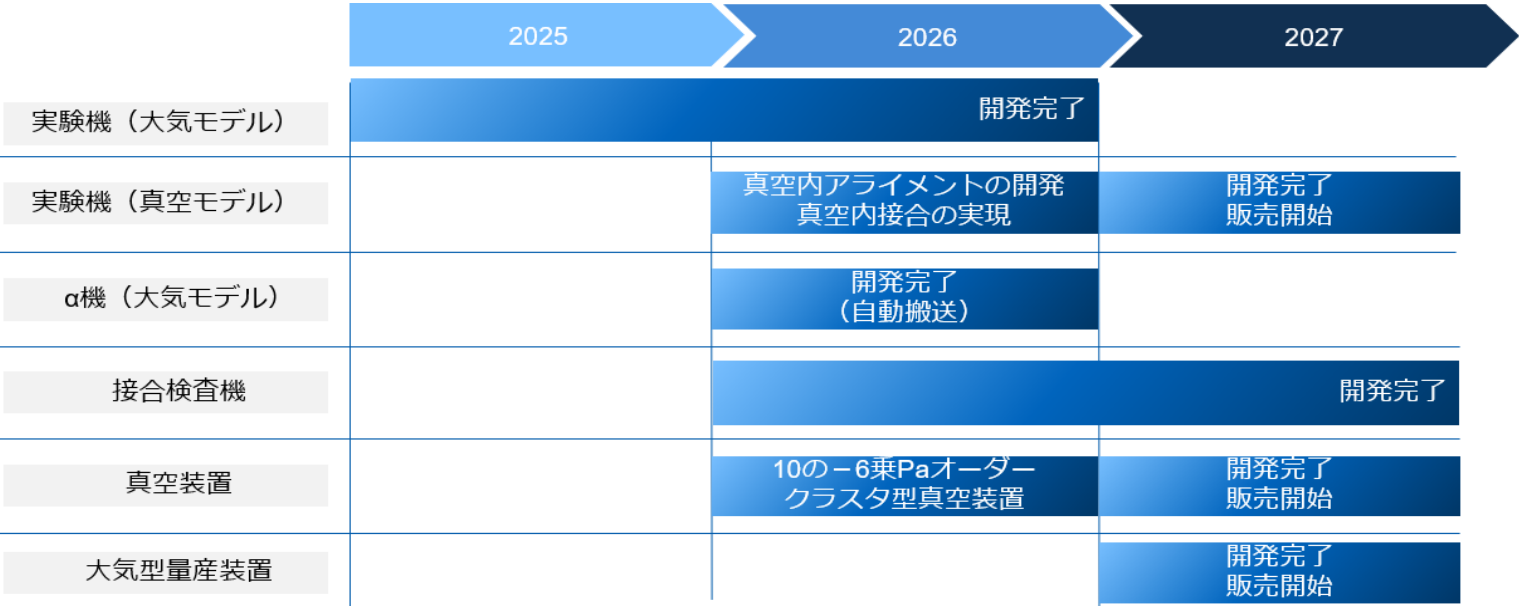 2025
2026
2027
実験機（大気モデル）
開発完了
実験機（真空モデル）
真空内アライメントの開発
真空内接合の実現
開発完了
販売開始
α機（大気モデル）
開発完了
（自動搬送）
接合検査機
開発完了
真空装置
10の－6乗Paオーダー
クラスタ型真空装置
開発完了
販売開始
大気型量産装置
開発完了
販売開始